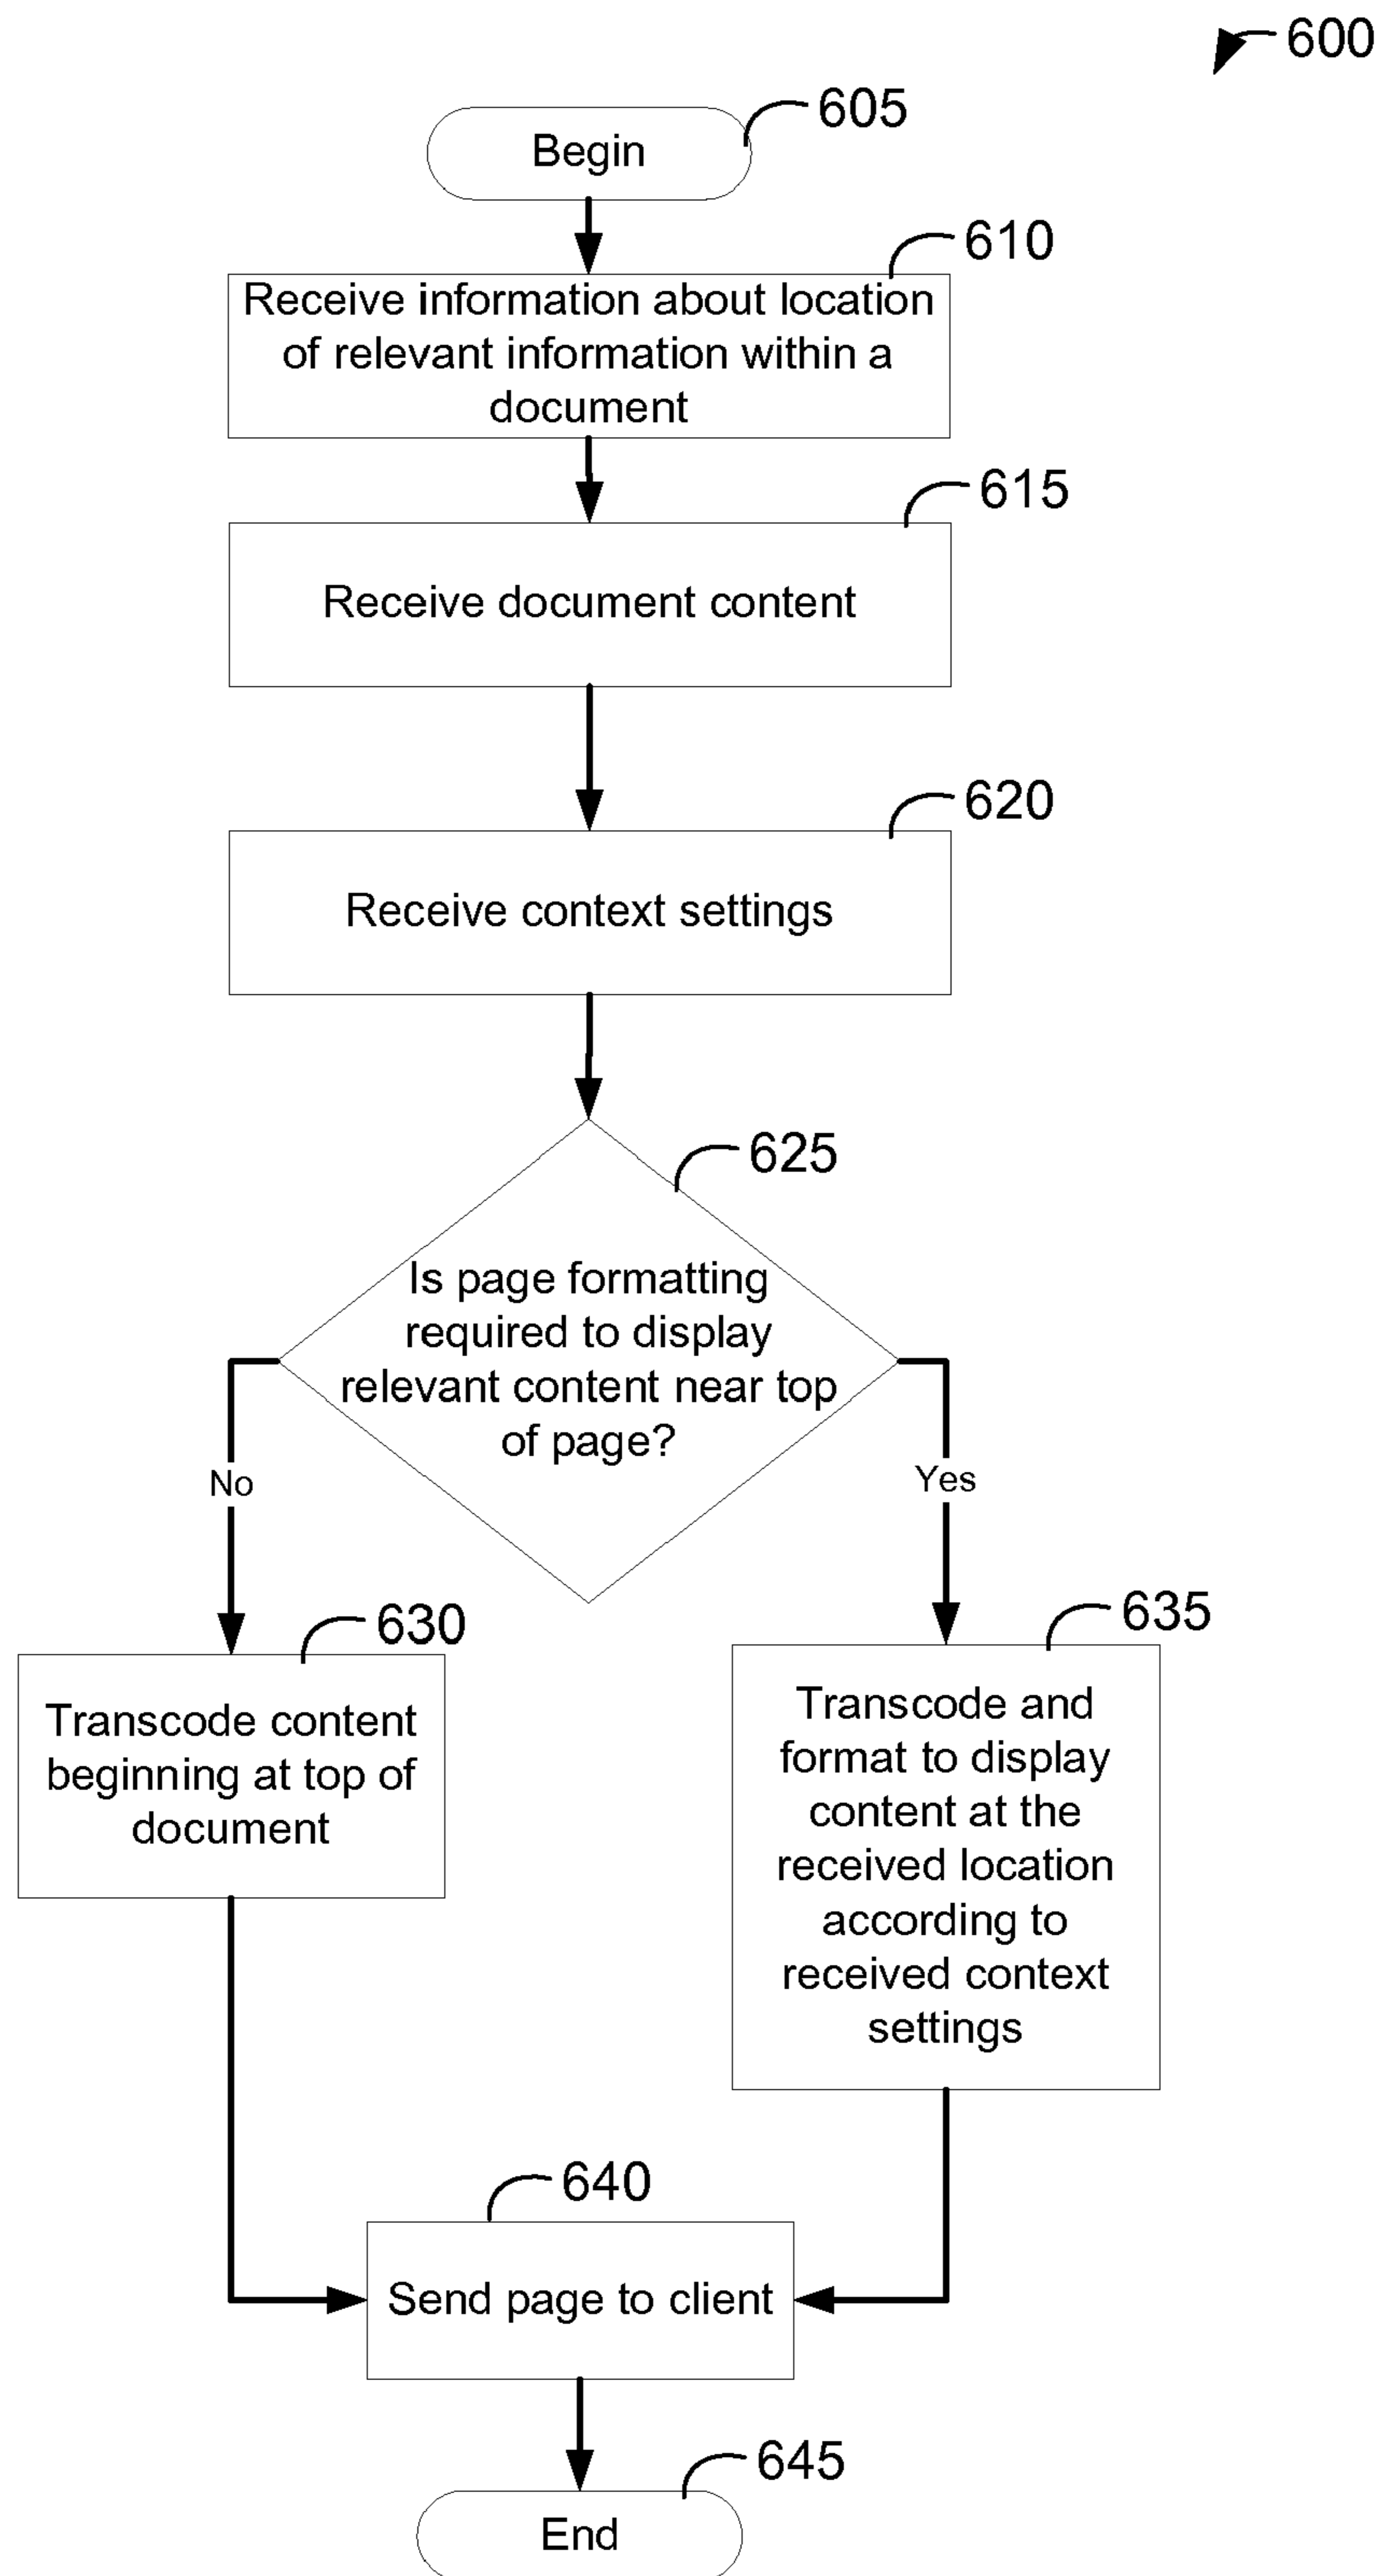 600
605
Begin
610
Receive information about location
of relevant information within a
document
615
Receive document content
620
Receive context settings
625
Is page formatting
required to display
relevant content near top
of page?
No
Yes
630
Transcode content
beginning at top of
document
635
Transcode and
format to display
content at the
received location
according to
received context
settings
640
Send page to client
645
End